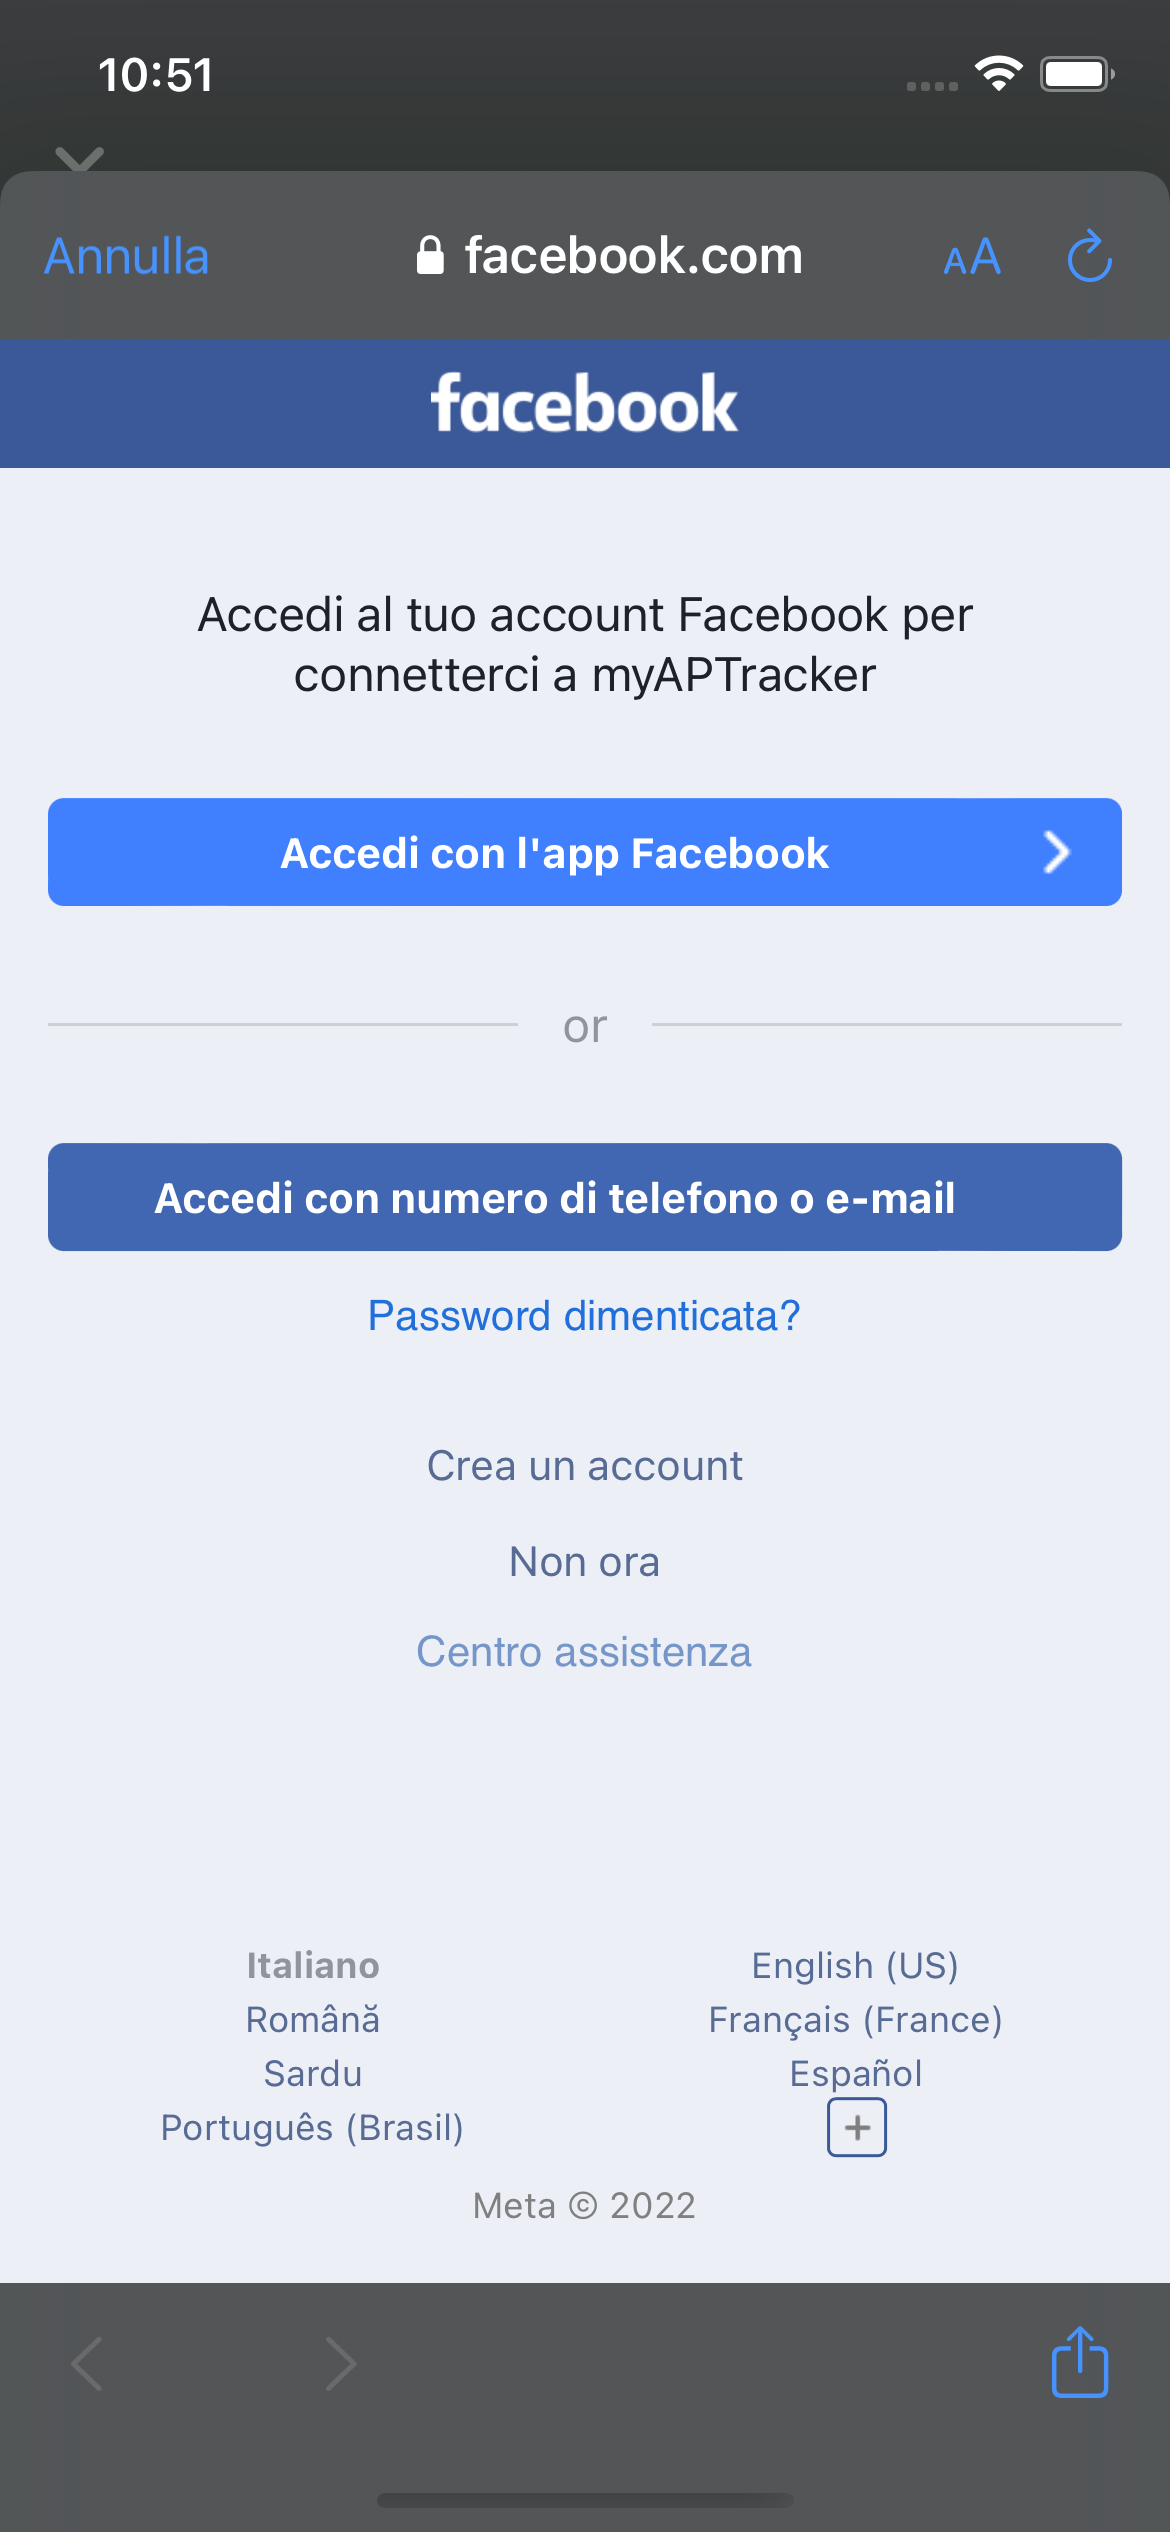 10:51
Annulla
facebook.com
AA
facebook
Accedi al tuo account Facebook per
connetterci a myAPTracker
Accedi con l'app Facebook
or
Accedi con numero di telefono o e-mail
Password dimenticata?
Crea un account
Non ora
Centro assistenza
Italiano
English (US)
Română
Français (France)
Sardu
Español
Português (Brasil)
+
Meta © 2022